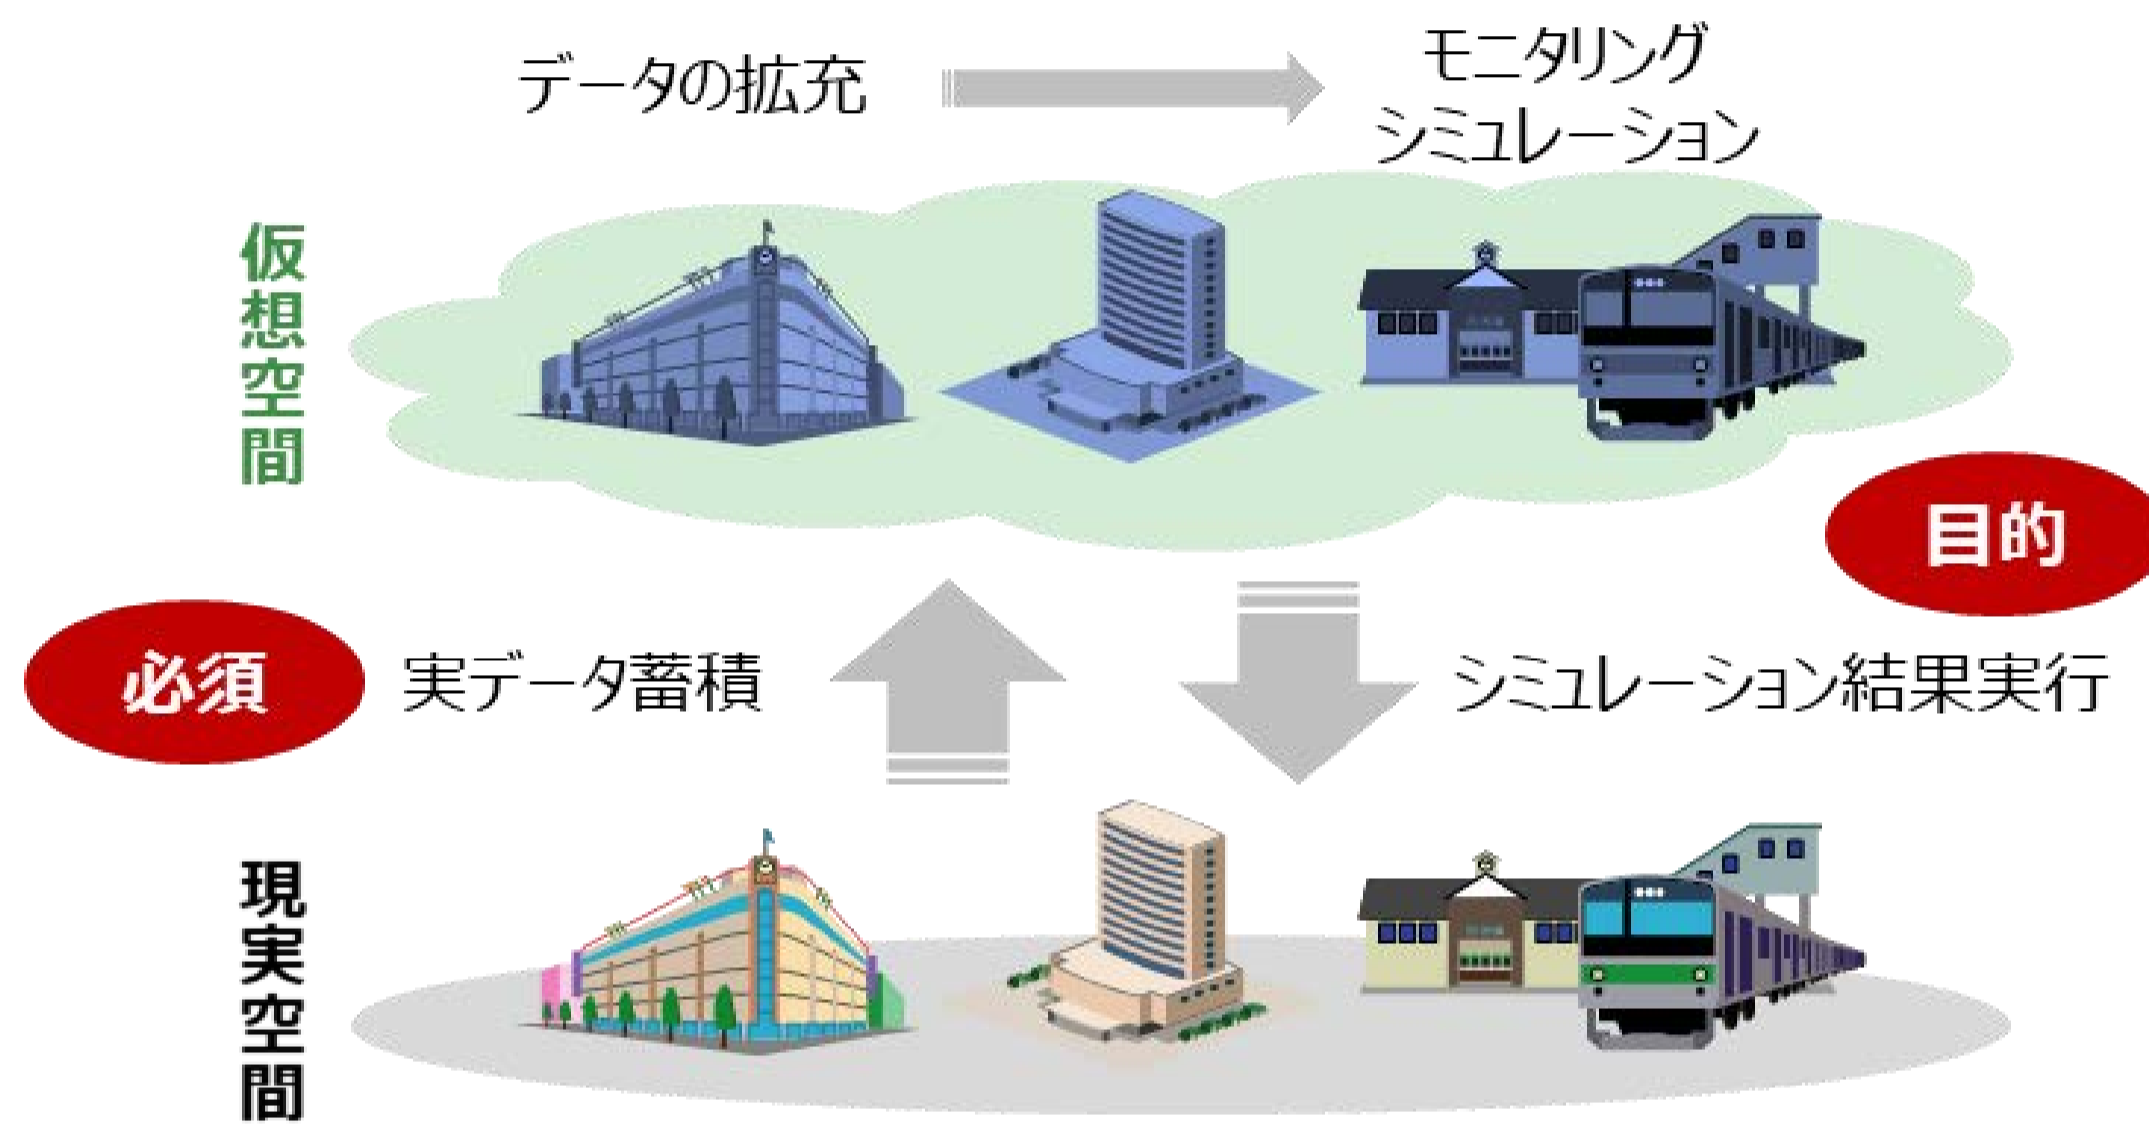 データの拡充
モニタリング
シミュレーション
仮想空間
目的
必須
実データ蓄積
シミュレーション結果実行
現実空間